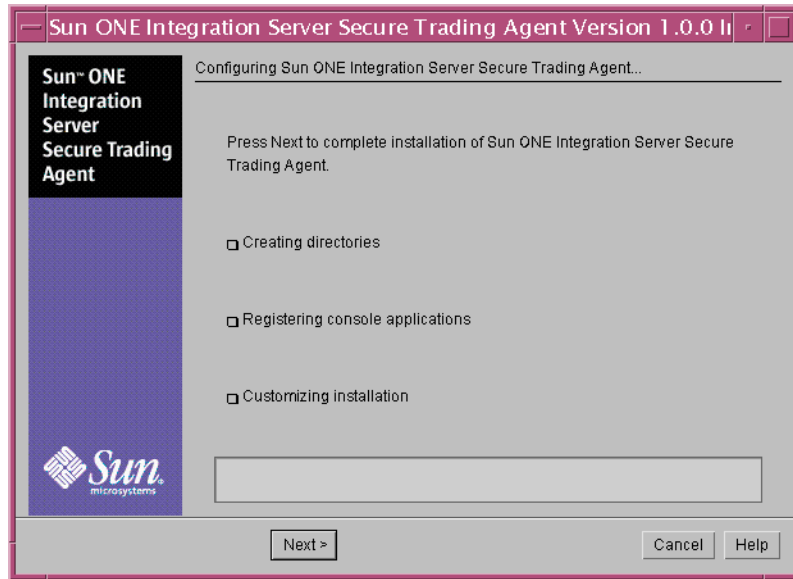 Sun ONE Integration Server Secure Trading Agent Version 1.0.0 I
Sun™ ONE
Integration
Server
Secure Trading
Agent
Configuring Sun ONE Integration Server Secure Trading Agent...
Press Next to complete installation of Sun ONE Integration Server Secure
Trading Agent.
Creating directories
Registering console applications
Customizing installation
Sun.
microsystems
Next >
Cancel
Help